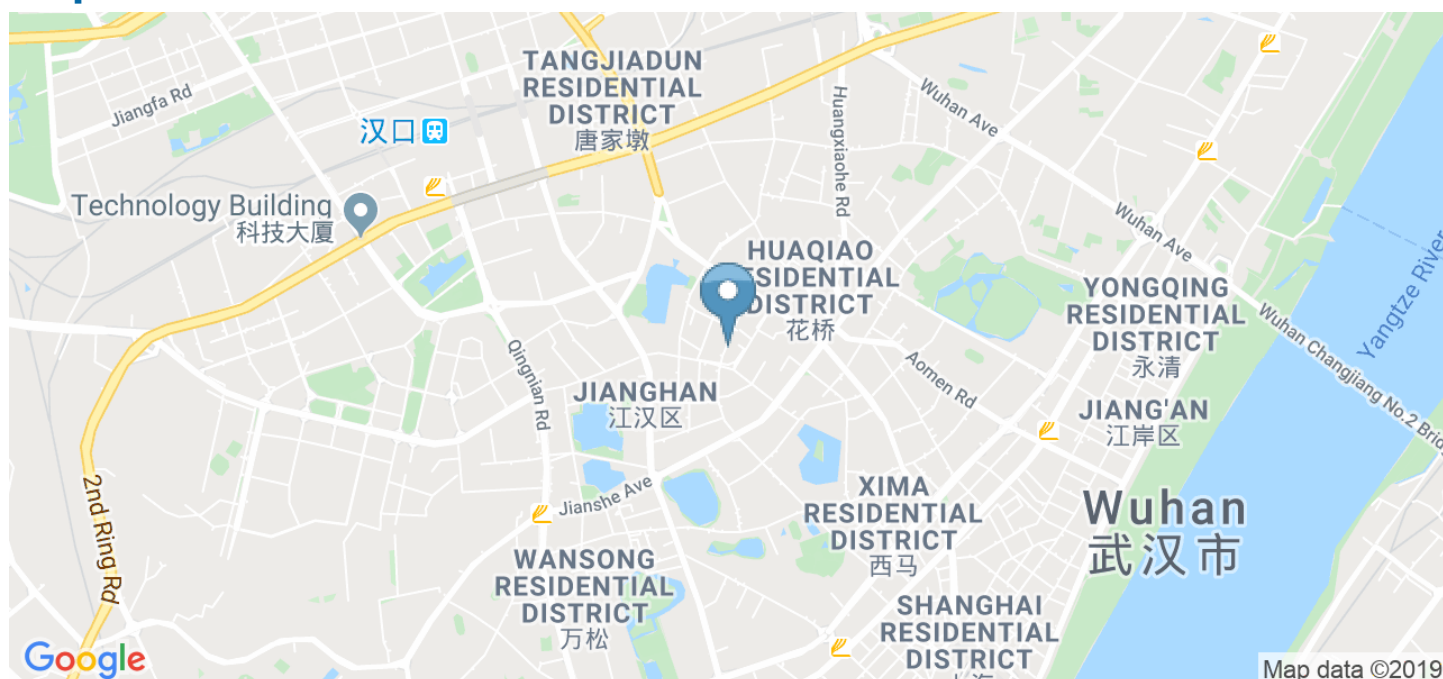 TANGJIADUN
RESIDENTIAL
DISTRICT
唐家墩
Jiangfa Rd
汉口
Huangxiaohe Rd
Wuhan Ave
Technology Building
科技大厦
Wuhan Ave
HUAQIAO
RESIDENTIAL
DISTRICT
花桥
YONGQING
RESIDENTIAL
DISTRICT
永清
Yangtze River
Wuhan Changjiang No.2 Bridg
Qingnian Rd
Aomen Rd
JIANGHAN
江汉区
JIANG'AN
江岸区
2nd Ring Rd
Jianshe Ave
XIMA
RESIDENTIAL
DISTRICT
西马
Wuhan
武汉市
WANSONG
RESIDENTIAL
DISTRICT
万松
SHANGHAI
RESIDENTIAL
DISTRICT
Google
Map data ©2019